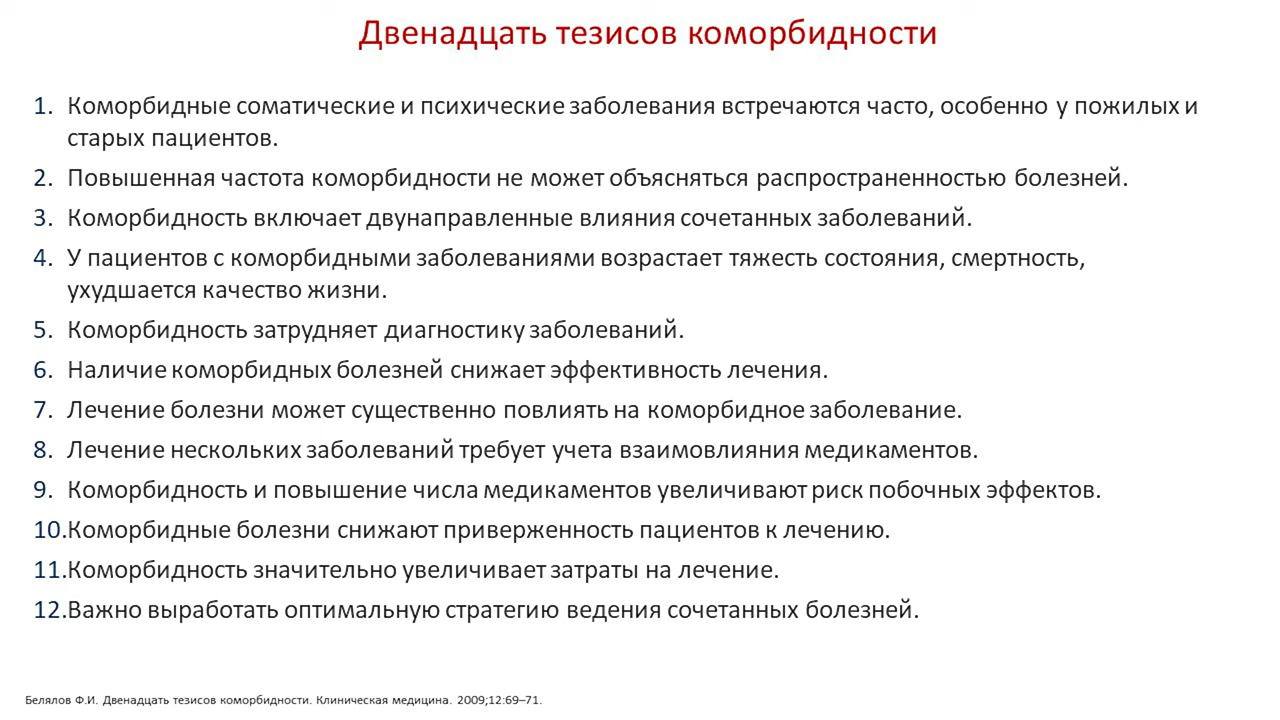 Двенадцать тезисов коморбидности
1. Коморбидные соматические и психические заболевания встречаются часто, особенно у пожилых и
старых пациентов.
2. Повышенная частота коморбидности не может объясняться распространенностью болезней.
3. Коморбидность включает двунаправленные влияния сочетанных заболеваний.
4. У пациентов с коморбидными заболеваниями возрастает тяжесть состояния, смертность,
ухудшается качество жизни.
5. Коморбидность затрудняет диагностику заболеваний.
6. Наличие коморбидных болезней снижает эффективность лечения.
7. Лечение болезни может существенно повлиять на коморбидное заболевание.
8. Лечение нескольких заболеваний требует учета взаимовлияния медикаментов.
9. Коморбидность и повышение числа медикаментов увеличивают риск побочных эффектов.
10.Коморбидные болезни снижают приверженность пациентов к лечению.
11.Коморбидность значительно увеличивает затраты на лечение.
12.Важно выработать оптимальную стратегию ведения сочетанных болезней.
Белялов Ф.И. Двенадцать тезисов коморбидности. Клиническая медицина. 2009;12:69–71.